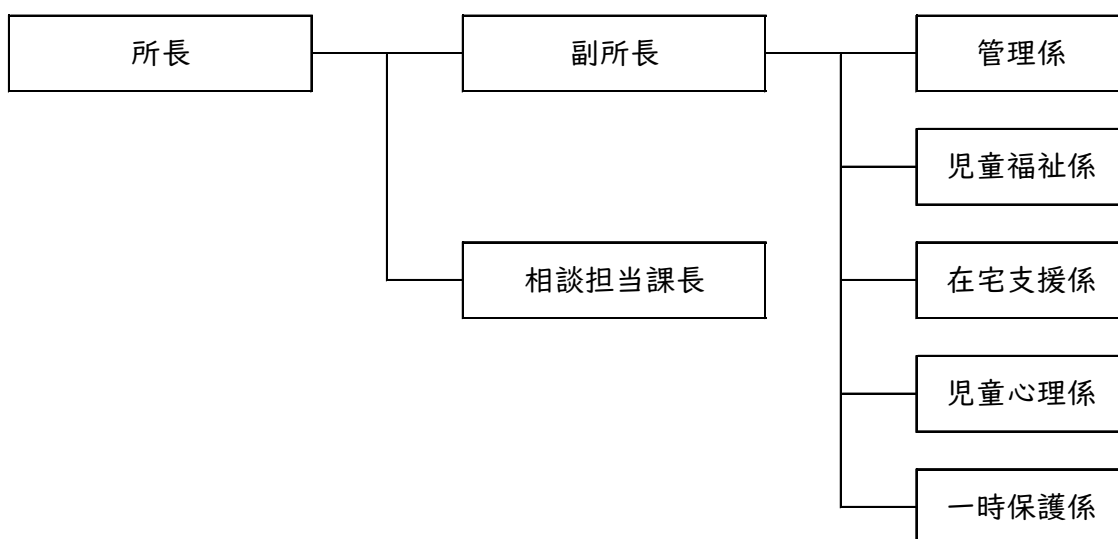 所長
副所長
管理係
児童福祉係
相談担当課長
在宅支援係
児童心理係
一時保護係